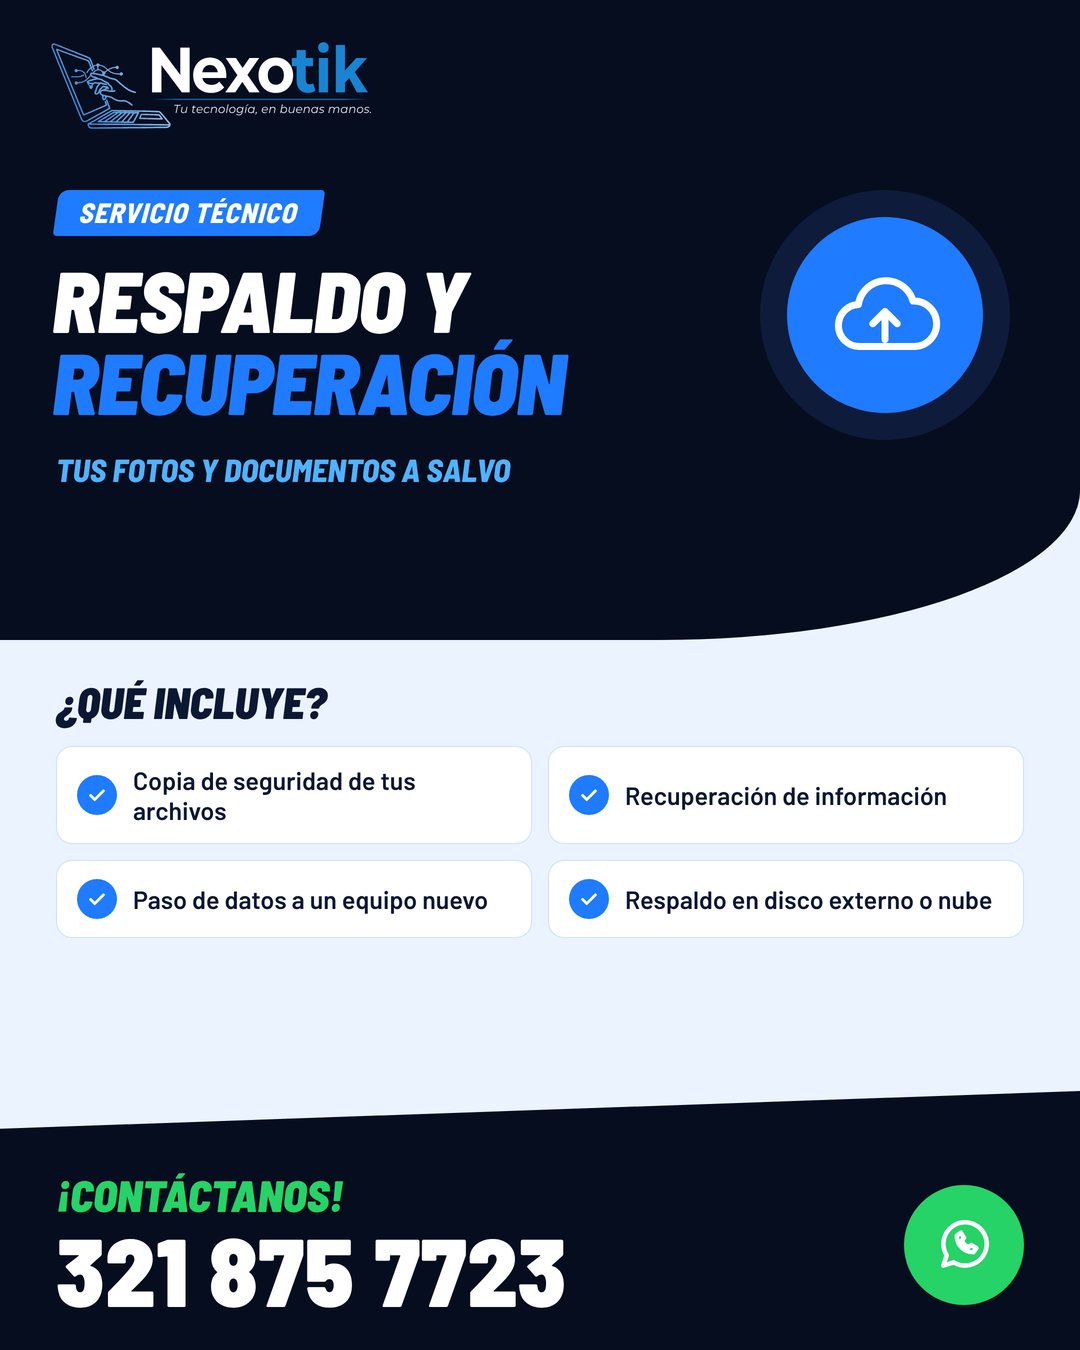 Nexotik
Tu tecnología, en buenas manos.
SERVICIO TÉCNICO
RESPALDO Y
RECUPERACIÓN
TUS FOTOS Y DOCUMENTOS A SALVO
¿QUÉ INCLUYE?
Copia de seguridad de tus
archivos
Recuperación de información
Paso de datos a un equipo nuevo
Respaldo en disco externo o nube
¡CONTÁCTANOS!
321 875 7723